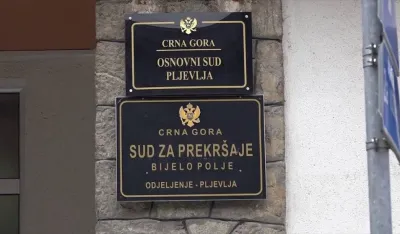 CRNA GORA
OSNOVNI SUD
PLJEVLJA
CRNA GORA
SUD ZA PREKRŠAJE
BIJELO POLJE
ODJELJENJE - PLJEVLJA